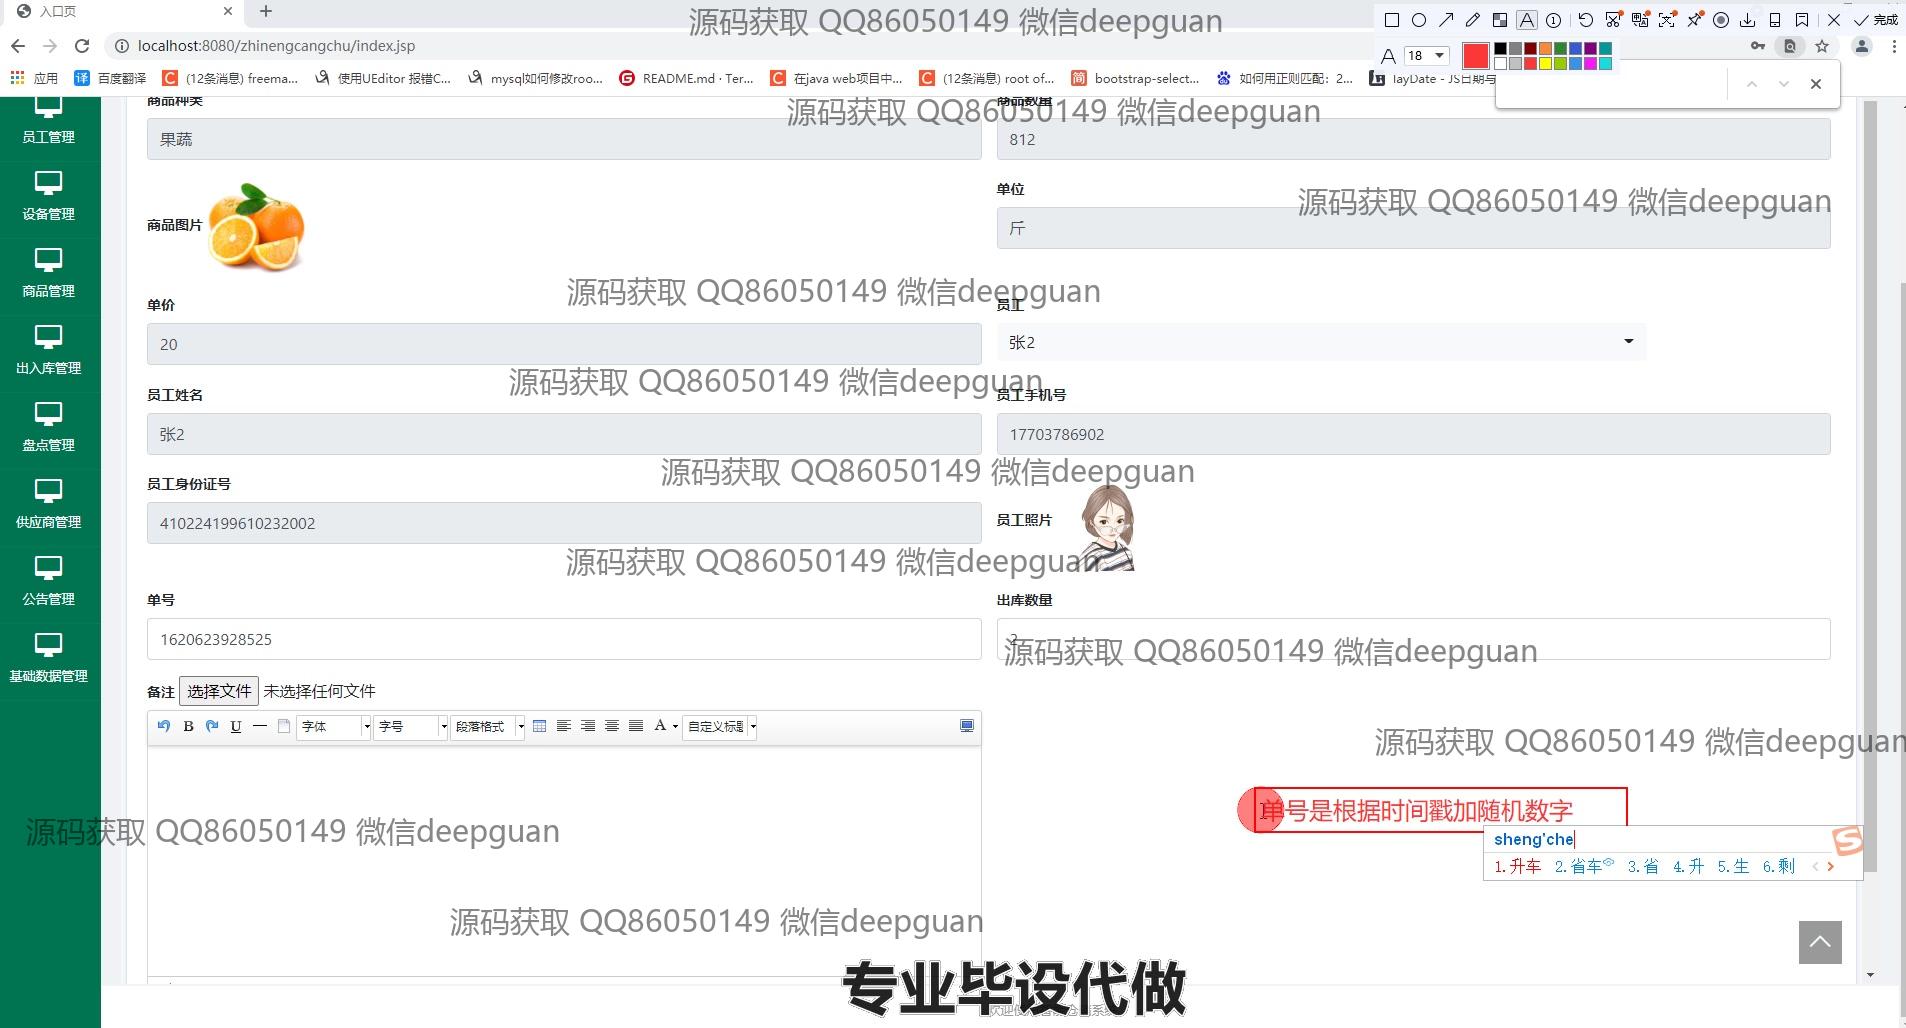 入口页
源码获取 QQ86050149 微信deepguan
完成
localhost:8080/zhinengcangchu/index.jsp
A 18
应用
译 百度翻译
C (12条消息) freema...
使用UEditor 报错C...
mysql如何修改roo...
G README.md · Ter...
C 在java web项目中...
C (12条消息) root of...
简 bootstrap-select...
如何用正则匹配：2...
layDate - JS日期与
商品种类
商品数量
源码获取 QQ86050149 微信deepguan
员工管理
果蔬
812
设备管理
单位
源码获取 QQ86050149 微信deepguan
商品图片
斤
商品管理
源码获取 QQ86050149 微信deepguan
单价
员工
出入库管理
20
张2
源码获取 QQ86050149 微信deepguan
员工姓名
员工手机号
盘点管理
张2
17703786902
源码获取 QQ86050149 微信deepguan
员工身份证号
供应商管理
410224199610232002
员工照片
源码获取 QQ86050149 微信deepguan
公告管理
单号
出库数量
1620623928525
2
源码获取 QQ86050149 微信deepguan
基础数据管理
备注 选择文件 未选择任何文件
B U 字体 字号 段落格式 A 自定义标题
源码获取 QQ86050149 微信deepguan
单号是根据时间戳加随机数字
源码获取 QQ86050149 微信deepguan
sheng'che
1.升车 2.省车 3.省 4.升 5.生 6.剩
S
源码获取 QQ86050149 微信deepguan
专业毕设代做